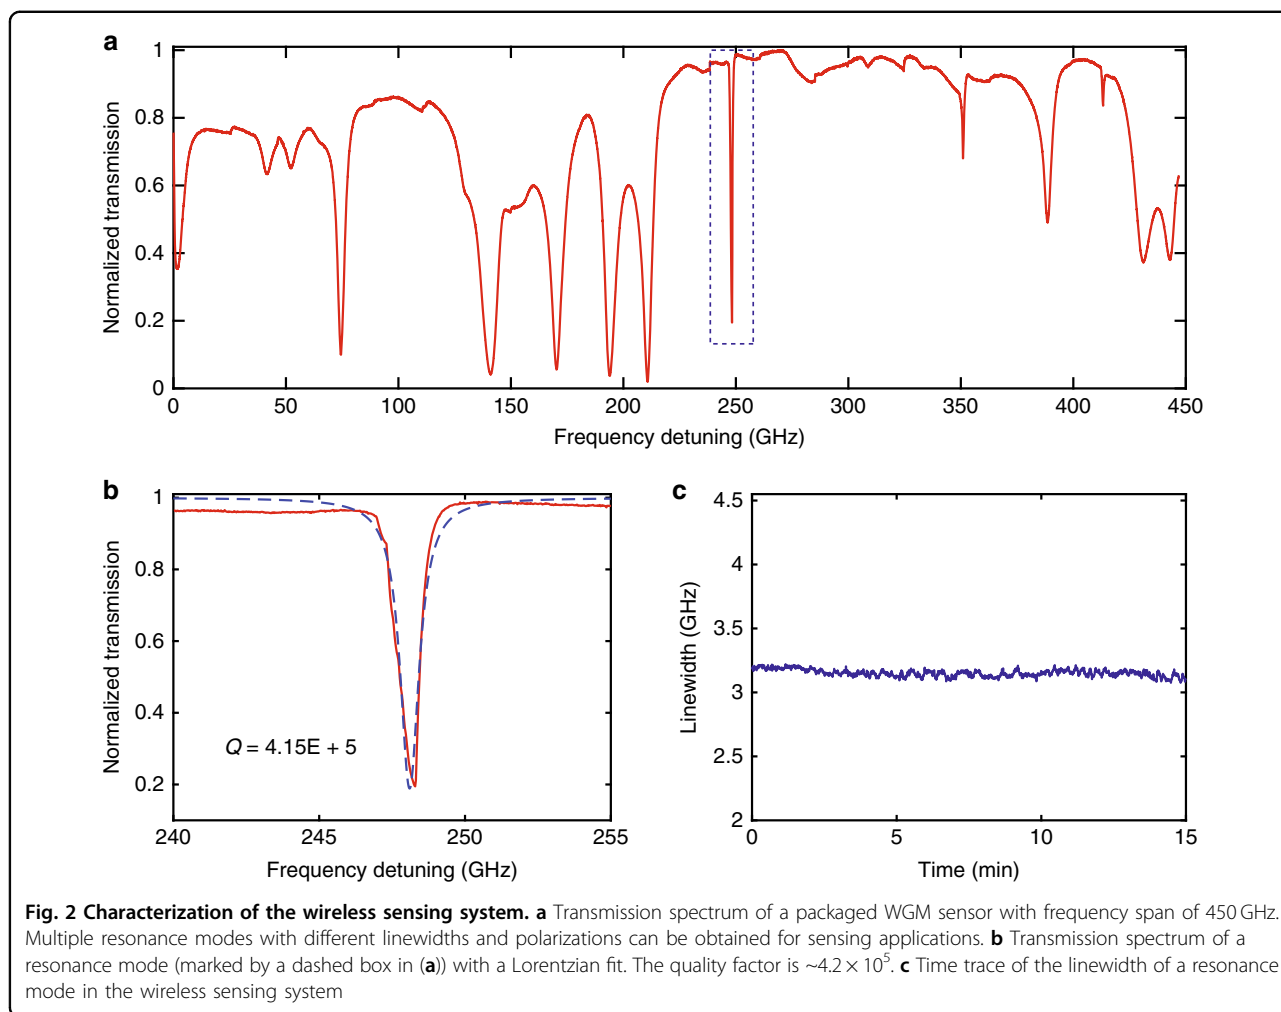 a
1
0.8
0.6
0.4
0.2
0
Normalized transmission
0 50 100 150 200 250 300 350 400 450
Frequency detuning (GHz)
b
1
0.8
0.6
0.4
0.2
Normalized transmission
Q = 4.15E + 5
240 245 250 255
Frequency detuning (GHz)
c
4.5
4
3.5
3
2.5
2
Linewidth (GHz)
0 5 10 15
Time (min)
Fig. 2 Characterization of the wireless sensing system. a Transmission spectrum of a packaged WGM sensor with frequency span of 450 GHz.
Multiple resonance modes with different linewidths and polarizations can be obtained for sensing applications. b Transmission spectrum of a
resonance mode (marked by a dashed box in (a)) with a Lorentzian fit. The quality factor is ~4.2 × 10⁵. c Time trace of the linewidth of a resonance
mode in the wireless sensing system